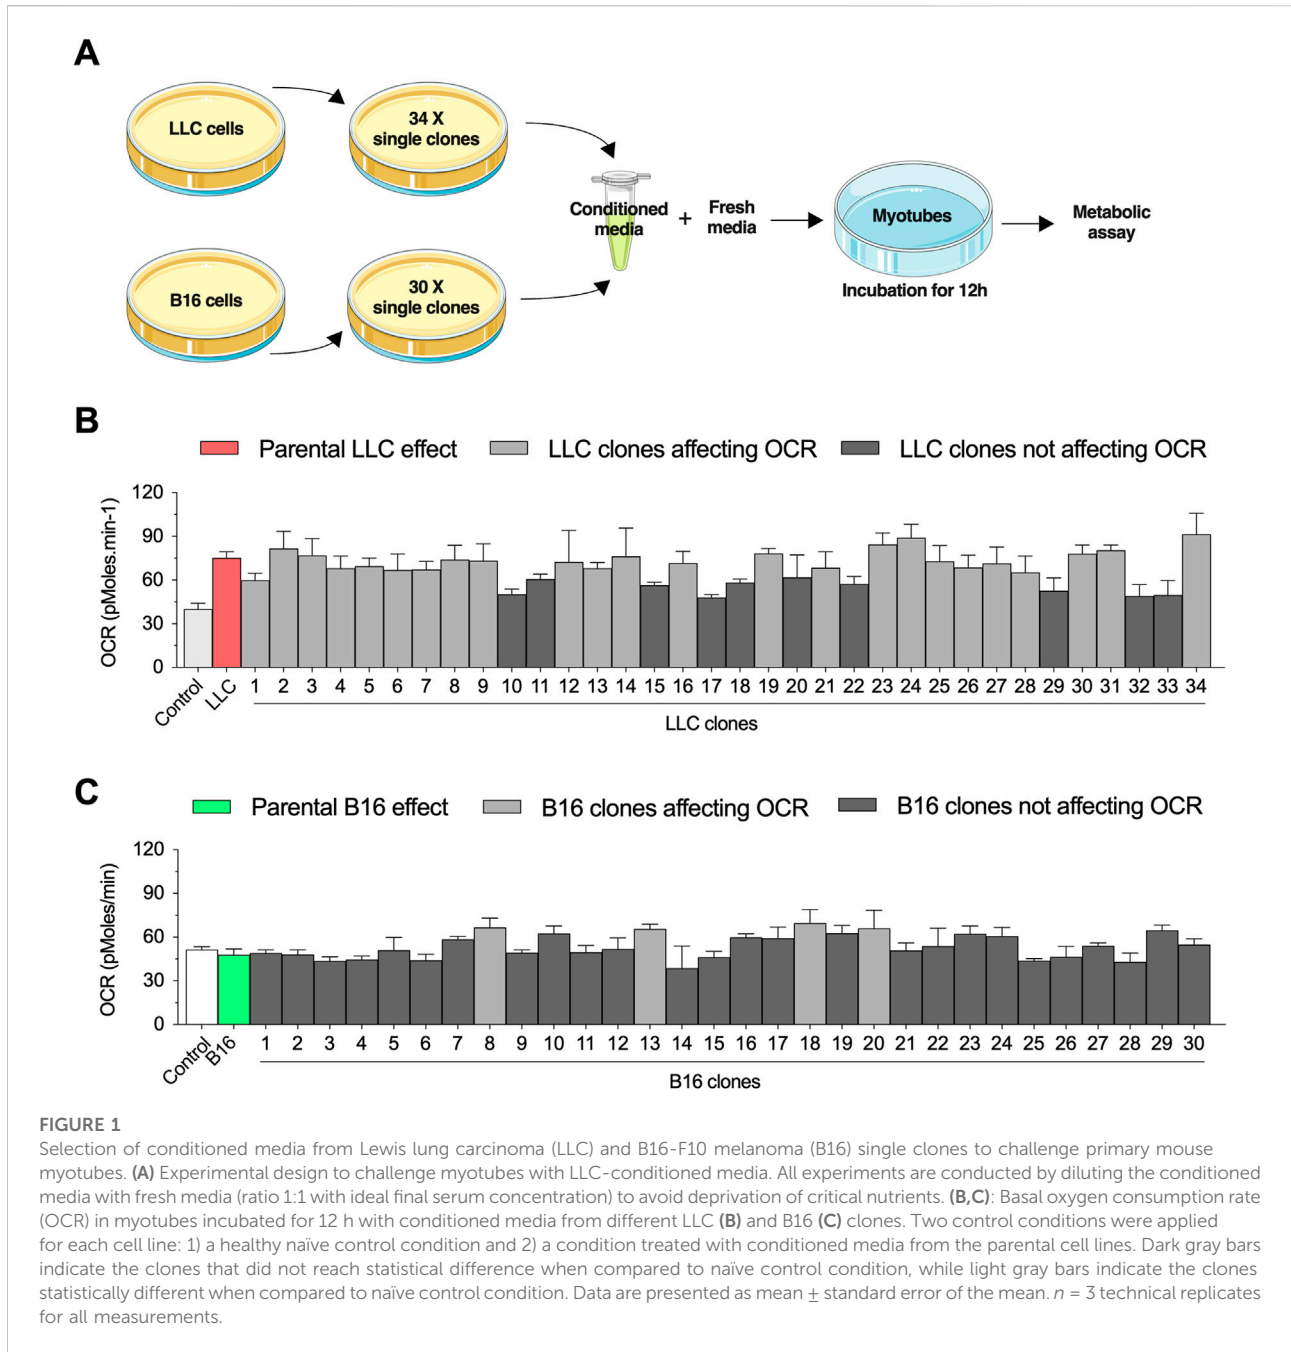 A
LLC cells
34 X
single clones
B16 cells
30 X
single clones
Conditioned
media
+
Fresh
media
Myotubes
Incubation for 12h
Metabolic
assay
B
Parental LLC effect
LLC clones affecting OCR
LLC clones not affecting OCR
OCR (pMoles.min-1)
120
90
60
30
0
Control
LLC
1 2 3 4 5 6 7 8 9 10 11 12 13 14 15 16 17 18 19 20 21 22 23 24 25 26 27 28 29 30 31 32 33 34
LLC clones
C
Parental B16 effect
B16 clones affecting OCR
B16 clones not affecting OCR
OCR (pMoles/min)
120
90
60
30
0
Control
B16
1 2 3 4 5 6 7 8 9 10 11 12 13 14 15 16 17 18 19 20 21 22 23 24 25 26 27 28 29 30
B16 clones
FIGURE 1
Selection of conditioned media from Lewis lung carcinoma (LLC) and B16-F10 melanoma (B16) single clones to challenge primary mouse
myotubes. (A) Experimental design to challenge myotubes with LLC-conditioned media. All experiments are conducted by diluting the conditioned
media with fresh media (ratio 1:1 with ideal final serum concentration) to avoid deprivation of critical nutrients. (B,C): Basal oxygen consumption rate
(OCR) in myotubes incubated for 12 h with conditioned media from different LLC (B) and B16 (C) clones. Two control conditions were applied
for each cell line: 1) a healthy naïve control condition and 2) a condition treated with conditioned media from the parental cell lines. Dark gray bars
indicate the clones that did not reach statistical difference when compared to naïve control condition, while light gray bars indicate the clones
statistically different when compared to naïve control condition. Data are presented as mean ± standard error of the mean. n = 3 technical replicates
for all measurements.